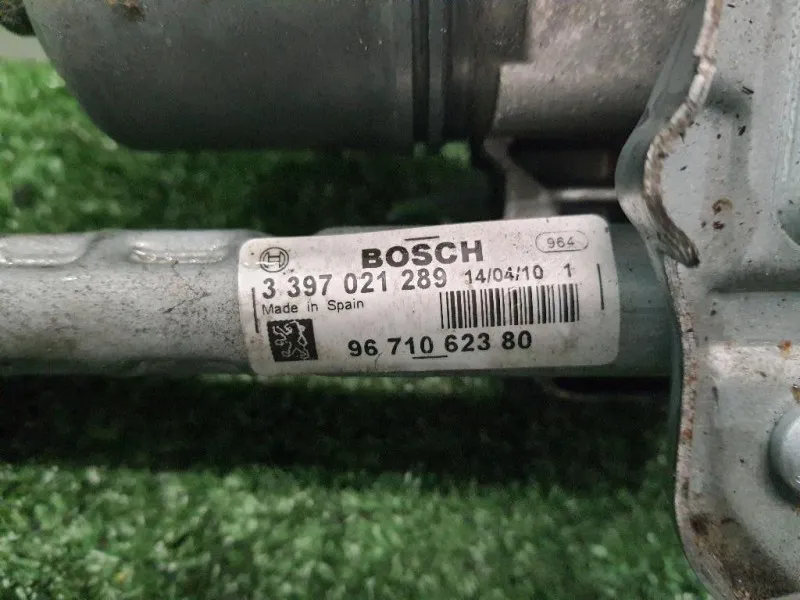 BOSCH 964
3 397 021 289 14/04/10 1
Made in Spain
96 710 623 80